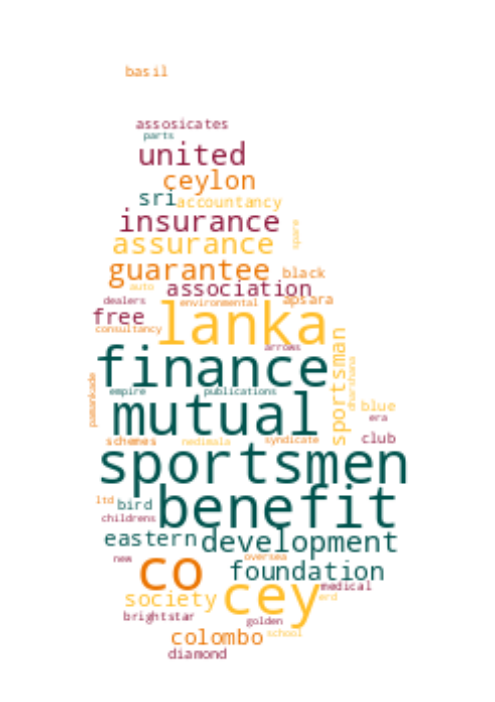 basil
assosicates
parts
united
ceylon
sri accountancy
insurance
spare
assurance
guarantee black
association
auto
dealers environmental apsara
free lanka
consultancy
sportsman
arrows
finance
dharshana
pamankade
empire publications
mutual blue
era
schemes nedimala syndicate club
sportsmen
ltd bird benefit
childrens
eastern development
new oversea
co foundation
medical
society cey erd
brightstar golden
colombo school
diamond